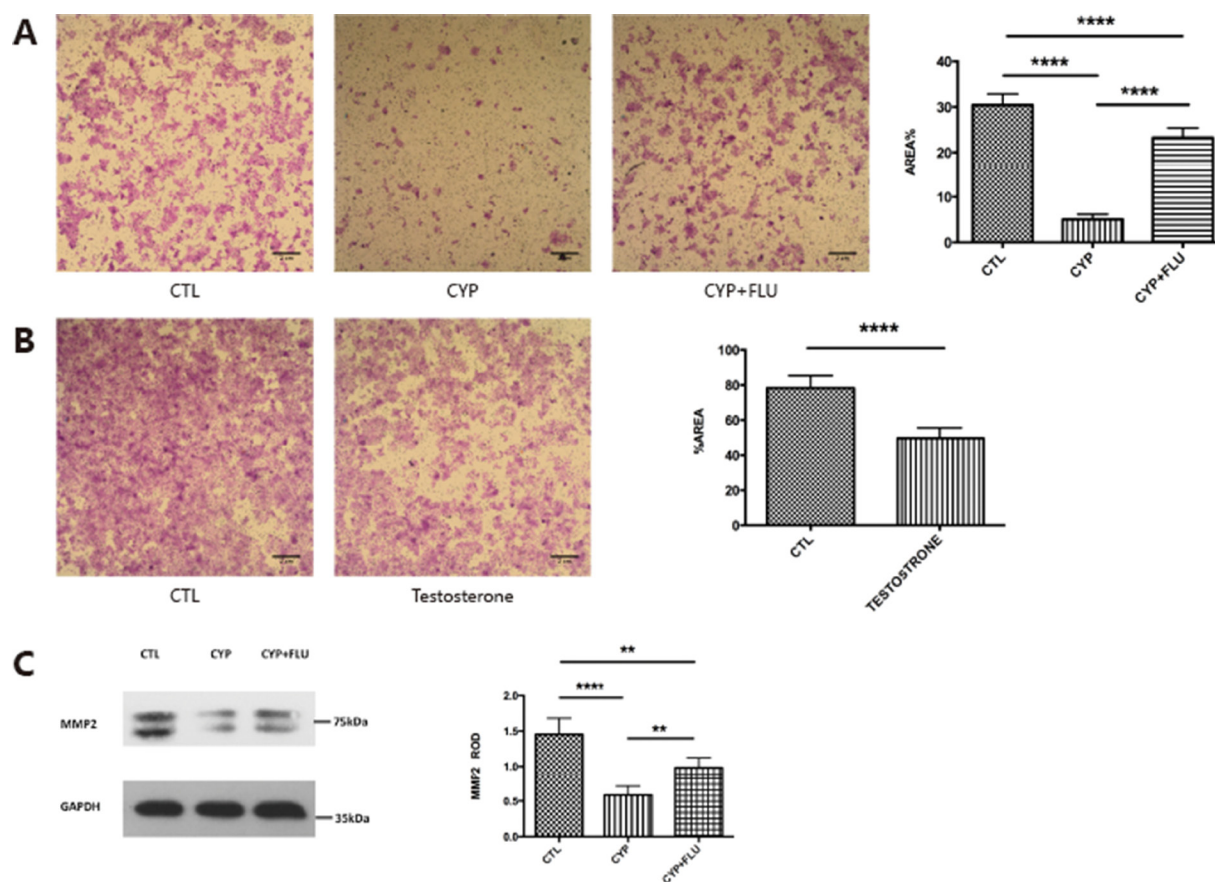 A
CTL
CYP
CYP+FLU
****
****
****
AREA%
40
30
20
10
0
CTL
CYP
CYP+FLU
B
CTL
Testosterone
****
%AREA
100
80
60
40
20
0
CTL
TESTOSTRONE
C
CTL CYP CYP+FLU
MMP2
75kDa
GAPDH
35kDa
**
****
**
MMP2 ROD
2.0
1.5
1.0
0.5
0.0
CTL
CYP
CYP+FLU